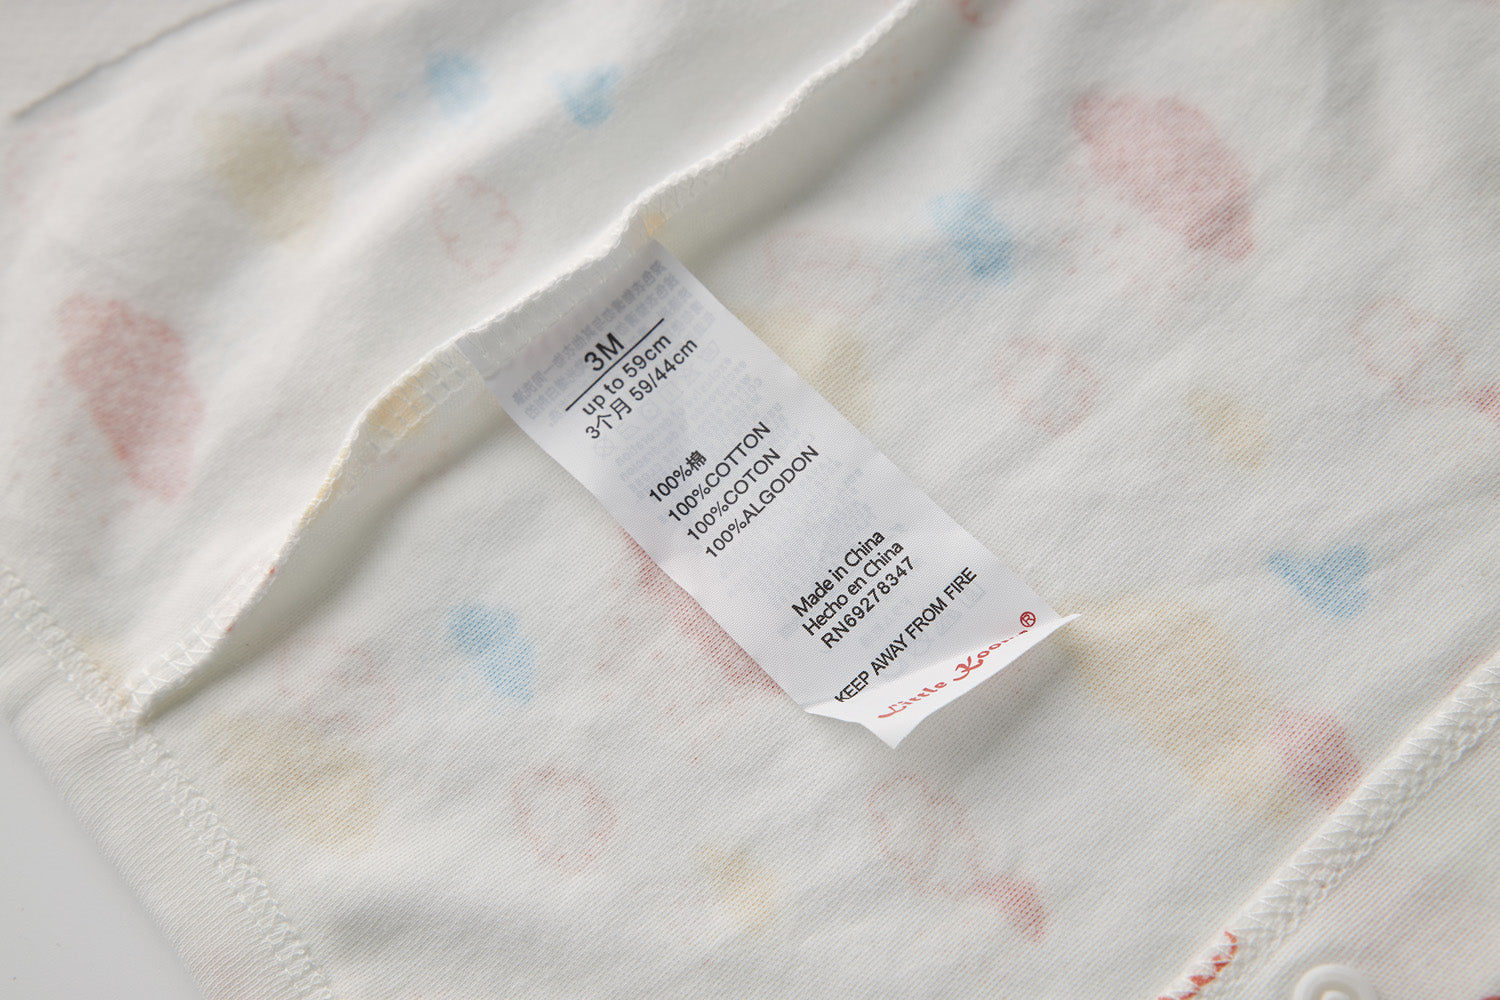 3M
up to 59cm
3个月 59/44cm
100%棉
100%COTTON
100%COTON
100%ALGODON
Made in China
Hecho en China
RN69278347
KEEP AWAY FROM FIRE
Little ®